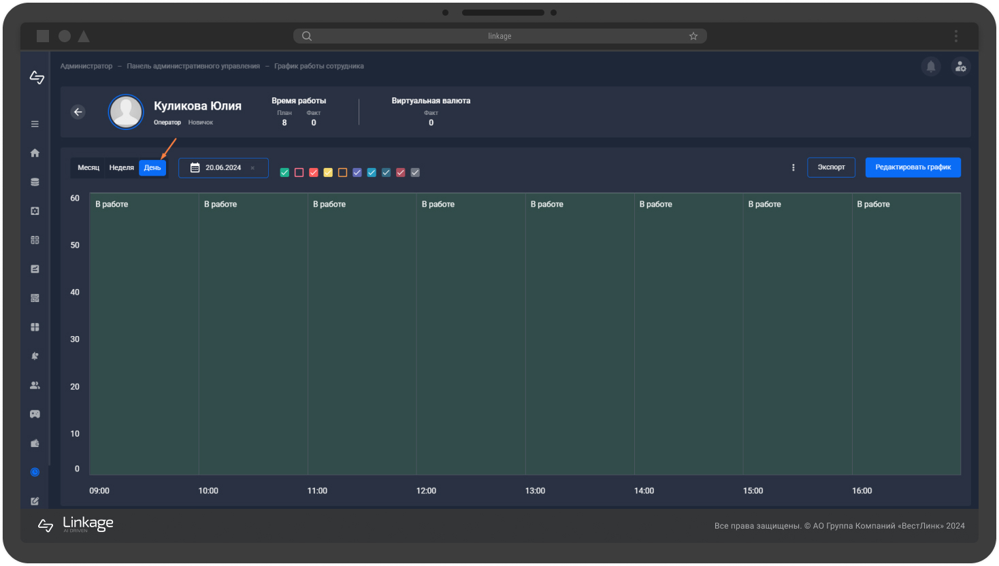 linkage
Администратор – Панель административного управления – График работы сотрудника
Куликова Юлия
Оператор Новичок
Время работы
План Факт
8 0
Виртуальная валюта
Факт
0
Месяц Неделя День
20.06.2024 ×
Экспорт
Редактировать график
60
В работе В работе В работе В работе В работе В работе В работе В работе
50
40
30
20
10
0
09:00 10:00 11:00 12:00 13:00 14:00 15:00 16:00
Linkage
AI DRIVEN
Все права защищены. © АО Группа Компаний «ВестЛинк» 2024